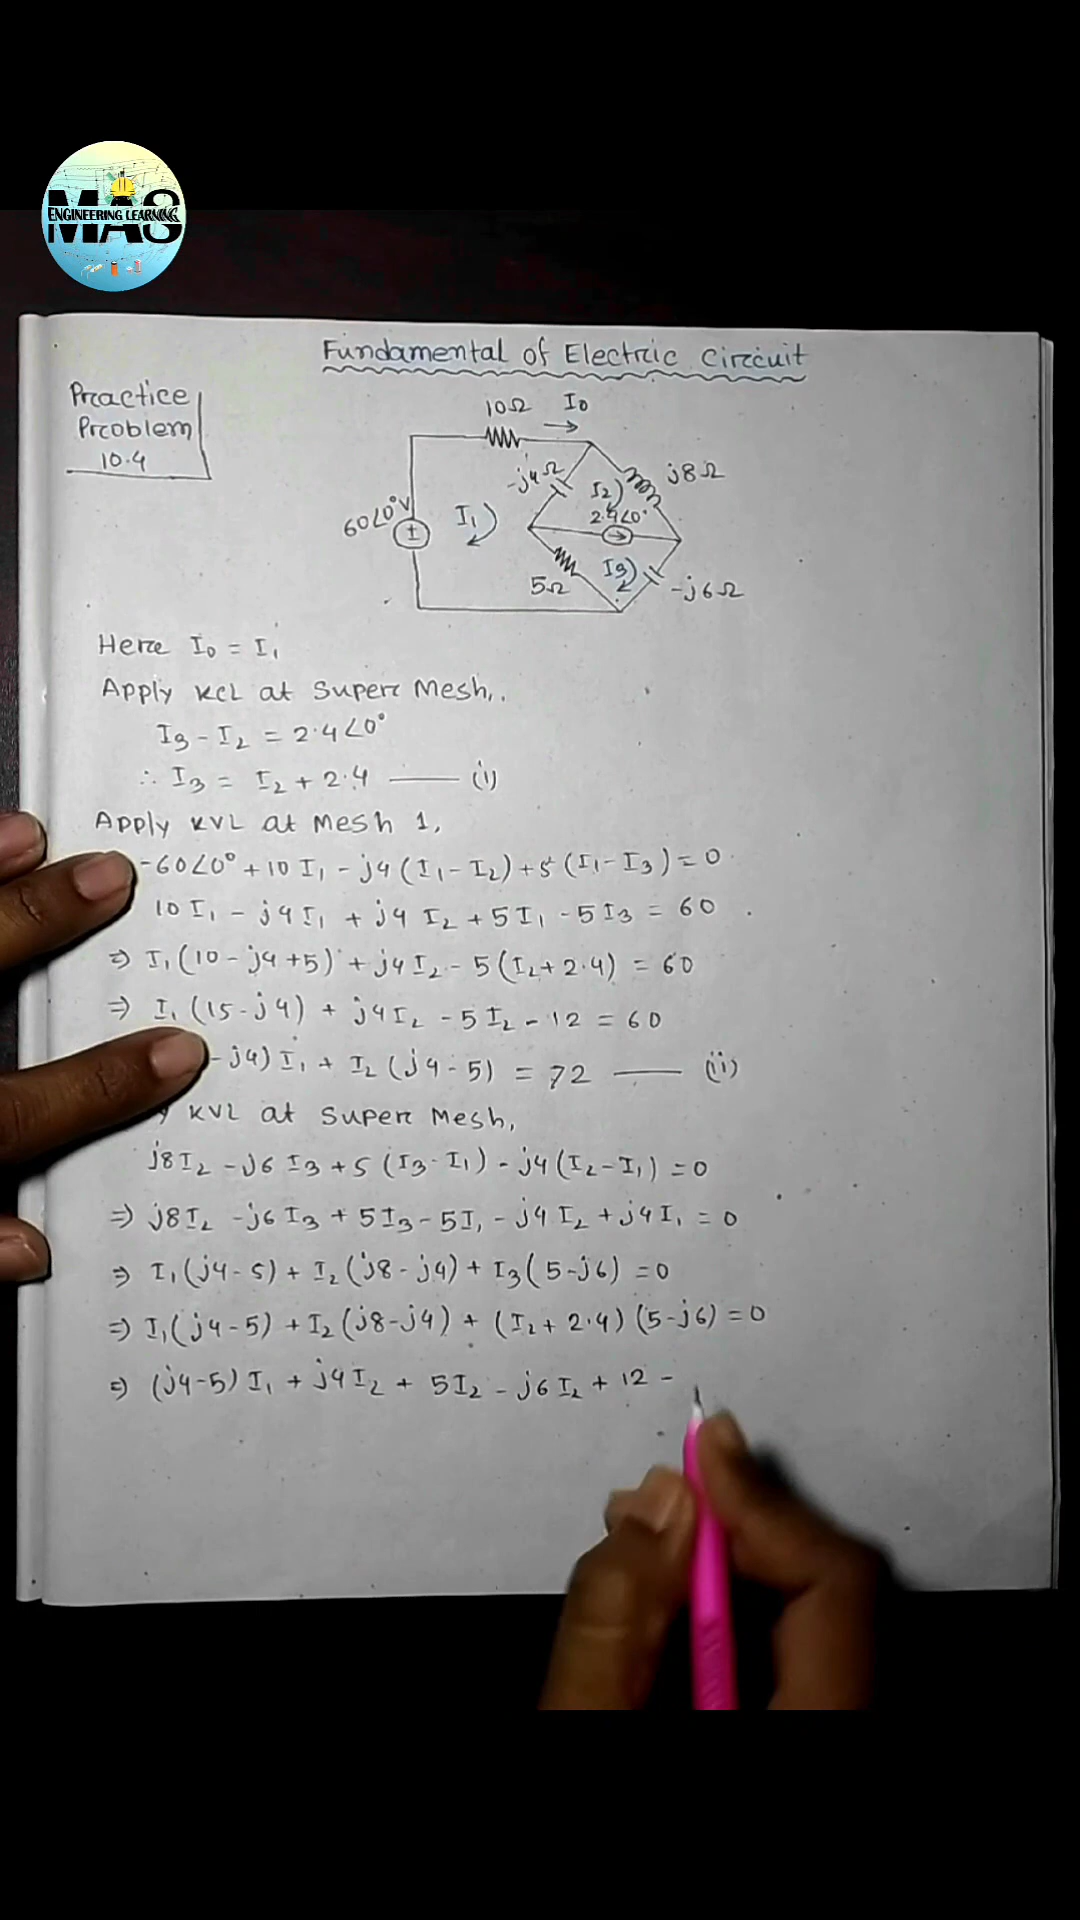 MAS
ENGINEERING LEARNING
Fundamental of Electric Circuit
Practice
Problem
10.4
10Ω I₀
-j4Ω
j8Ω
I₂
2.4∠0°
60∠0° V
I₁
I₃
5Ω
-j6Ω
Here I₀ = I₁
Apply KCL at Super Mesh,
I₃ - I₂ = 2.4∠0°
∴ I₃ = I₂ + 2.4 —— (i)
Apply KVL at Mesh 1,
-60∠0° + 10 I₁ - j4 (I₁ - I₂) + 5 (I₁ - I₃) = 0
10 I₁ - j4 I₁ + j4 I₂ + 5 I₁ - 5 I₃ = 60
⇒ I₁ (10 - j4 + 5) + j4 I₂ - 5 (I₂ + 2.4) = 60
⇒ I₁ (15 - j4) + j4 I₂ - 5 I₂ - 12 = 60
- j4) I₁ + I₂ (j4 - 5) = 72 —— (ii)
KVL at Super Mesh,
j8 I₂ - j6 I₃ + 5 (I₃ - I₁) - j4 (I₂ - I₁) = 0
⇒ j8 I₂ - j6 I₃ + 5 I₃ - 5 I₁ - j4 I₂ + j4 I₁ = 0
⇒ I₁ (j4 - 5) + I₂ (j8 - j4) + I₃ (5 - j6) = 0
⇒ I₁ (j4 - 5) + I₂ (j8 - j4) + (I₂ + 2.4) (5 - j6) = 0
⇒ (j4 - 5) I₁ + j4 I₂ + 5 I₂ - j6 I₂ + 12 -